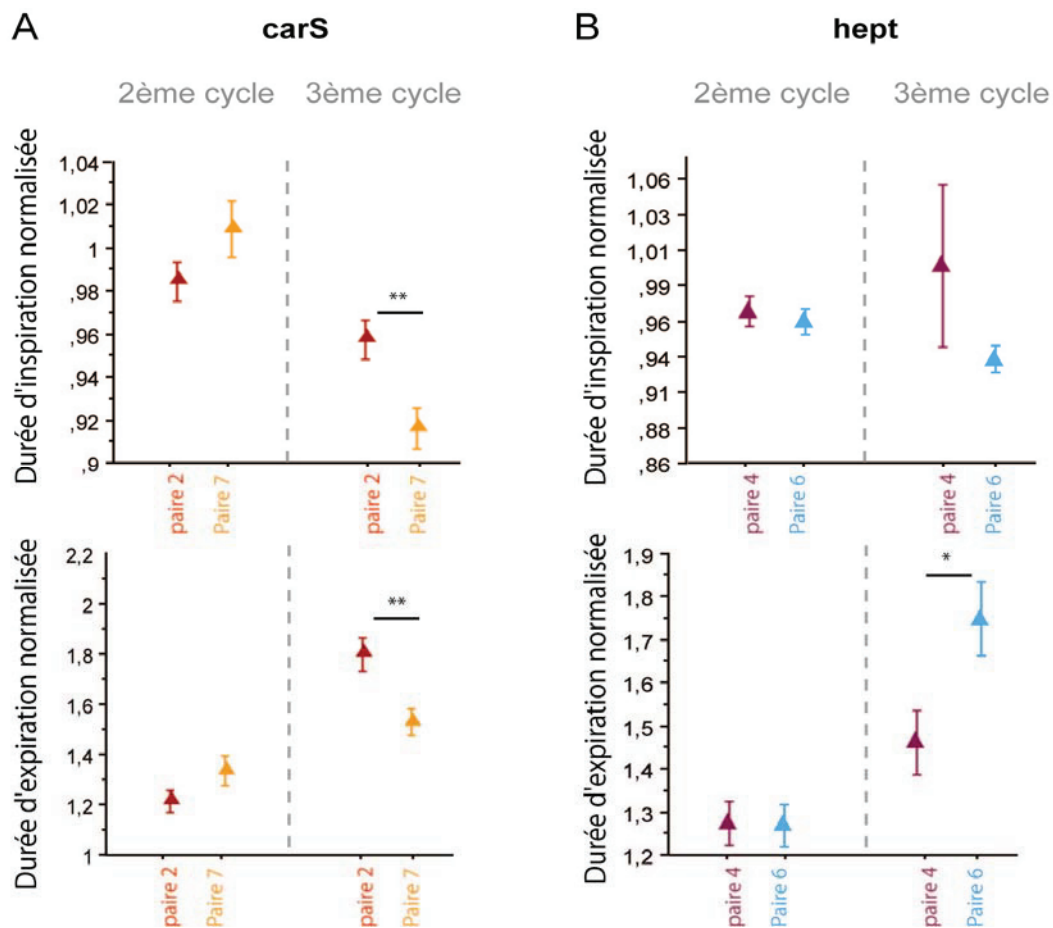 A carS
2ème cycle 3ème cycle
Durée d'inspiration normalisée
1,04
1,02
1
,98
,96
,94
,92
,9
**
paire 2
Paire 7
paire 2
Paire 7
Durée d'expiration normalisée
2,2
2
1,8
1,6
1,4
1,2
1
**
paire 2
Paire 7
paire 2
Paire 7
B hept
2ème cycle 3ème cycle
Durée d'inspiration normalisée
1,06
1,03
1,01
,99
,96
,94
,91
,88
,86
paire 4
Paire 6
paire 4
Paire 6
Durée d'expiration normalisée
1,9
1,8
1,7
1,6
1,5
1,4
1,3
1,2
*
paire 4
Paire 6
paire 4
Paire 6